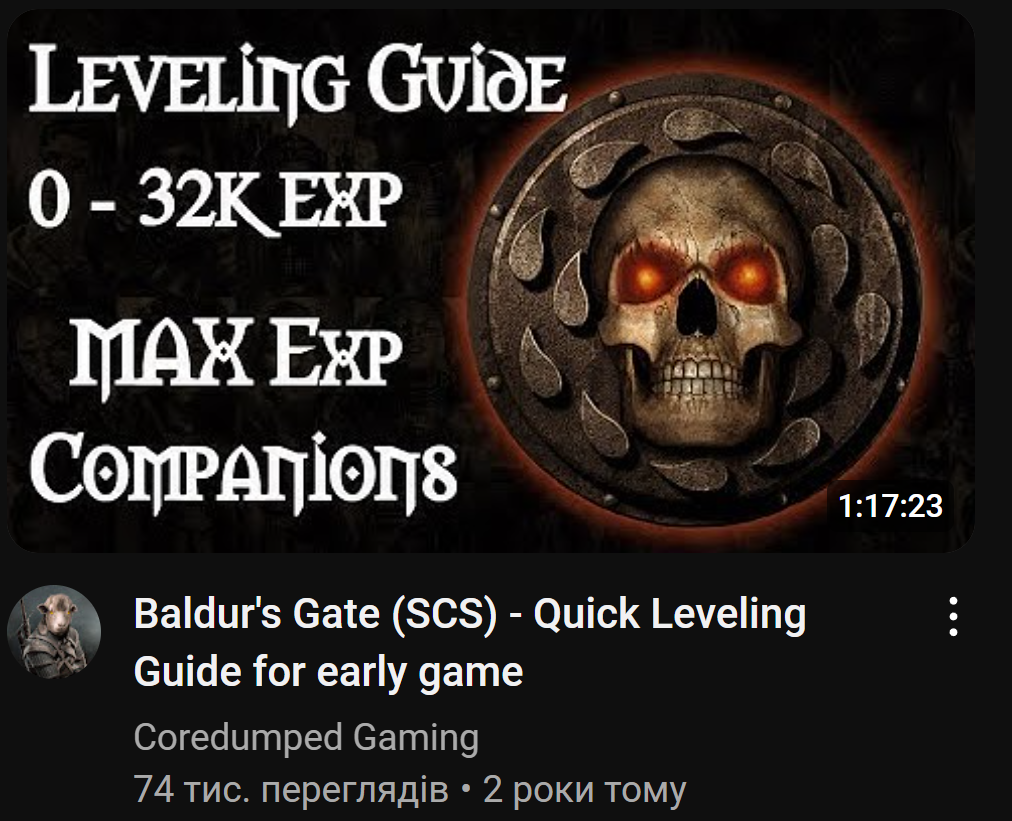 Leveling Guide
0 - 32K Exp
Max Exp
Companions
1:17:23
Baldur's Gate (SCS) - Quick Leveling
Guide for early game
Coredumped Gaming
74 тис. переглядів • 2 роки тому